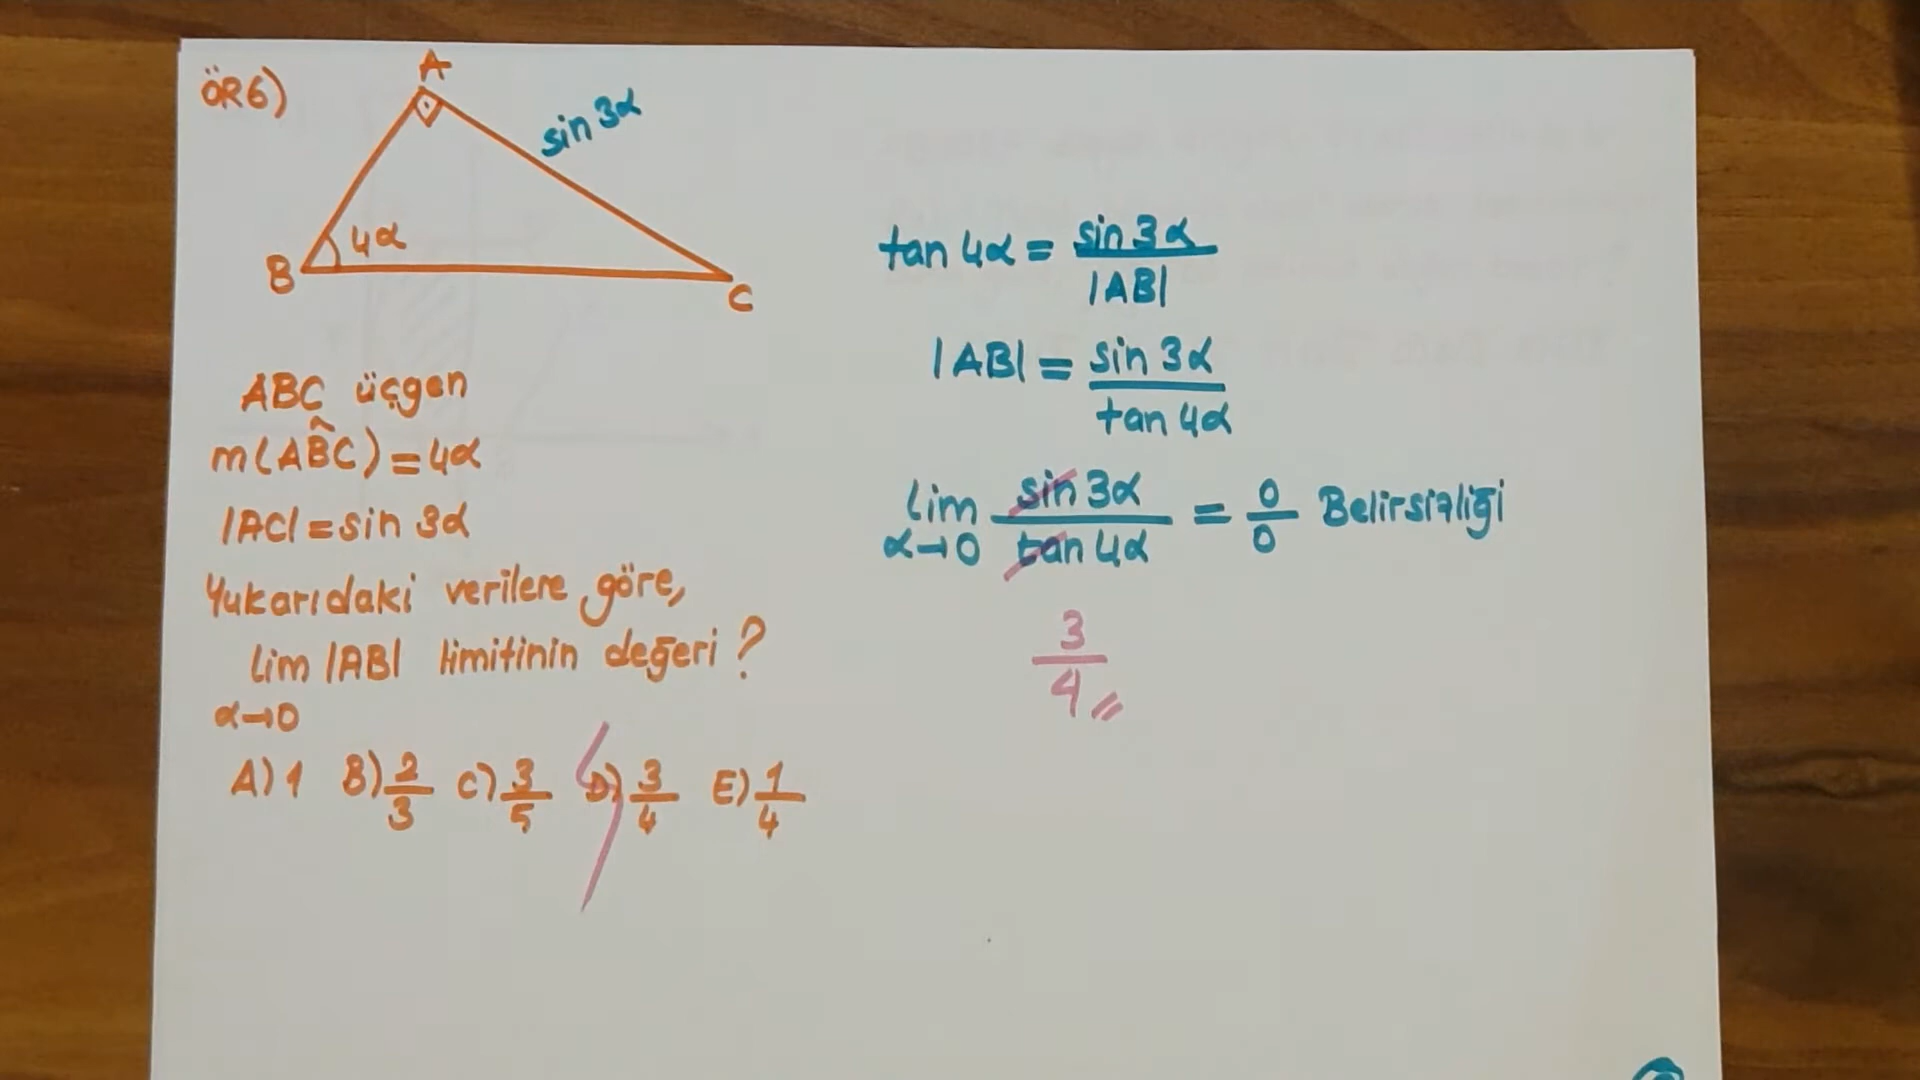 ÖR6)
A
sin 3α
4α
B
C
ABC üçgen
m(ABC) = 4α
|AC| = sin 3α
Yukarıdaki verilere göre,
lim |AB| limitinin değeri ?
α→0
A) 1 B) 2/3 C) 3/5 D) 3/4 E) 1/4
tan 4α = sin 3α / |AB|
|AB| = sin 3α / tan 4α
lim α→0 sin 3α / tan 4α = 0/0 Belirsizliği
3/4